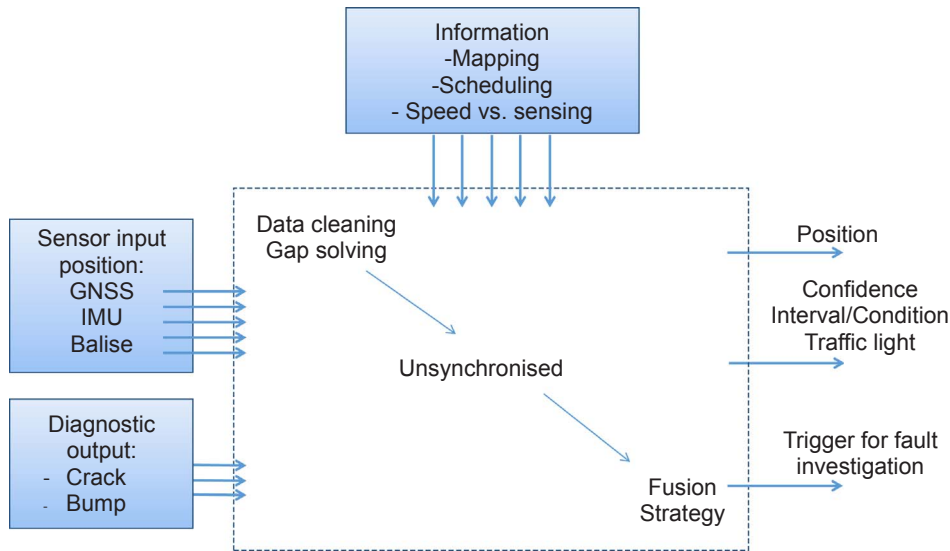 Information
-Mapping
-Scheduling
- Speed vs. sensing
Sensor input
position:
GNSS
IMU
Balise
Diagnostic
output:
- Crack
- Bump
Data cleaning
Gap solving
Unsynchronised
Fusion
Strategy
Position
Confidence
Interval/Condition
Traffic light
Trigger for fault
investigation